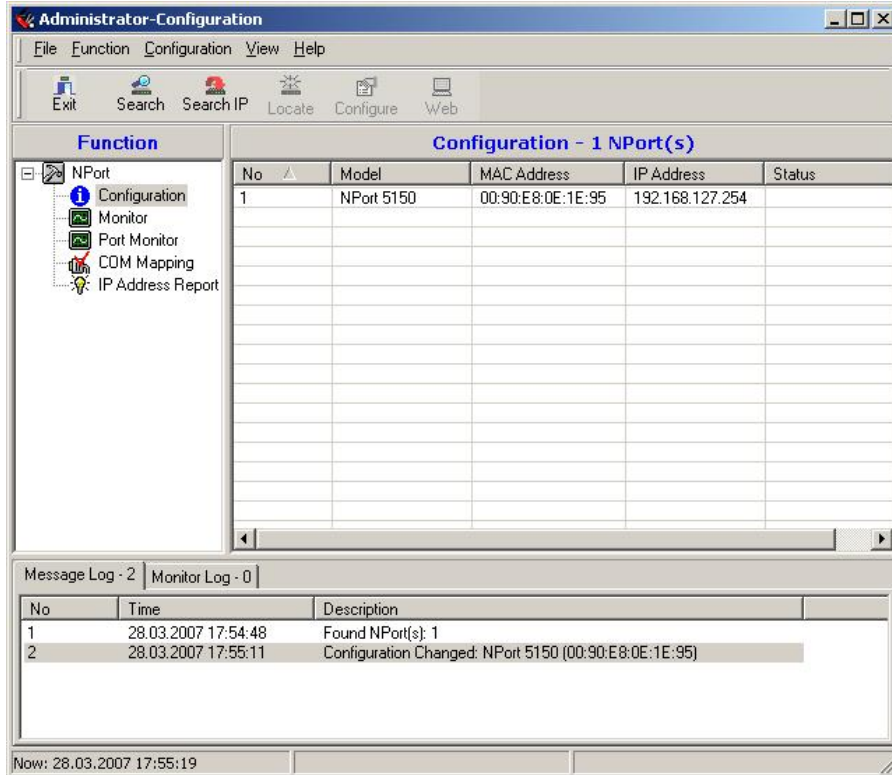 Administrator-Configuration
File Function Configuration View Help
Exit Search Search IP Locate Configure Web
Function
Configuration - 1 NPort(s)
NPort
Configuration
Monitor
Port Monitor
COM Mapping
IP Address Report
No Model MAC Address IP Address Status
1 NPort 5150 00:90:E8:0E:1E:95 192.168.127.254
Message Log - 2 Monitor Log - 0
No Time Description
1 28.03.2007 17:54:48 Found NPort(s): 1
2 28.03.2007 17:55:11 Configuration Changed: NPort 5150 (00:90:E8:0E:1E:95)
Now: 28.03.2007 17:55:19